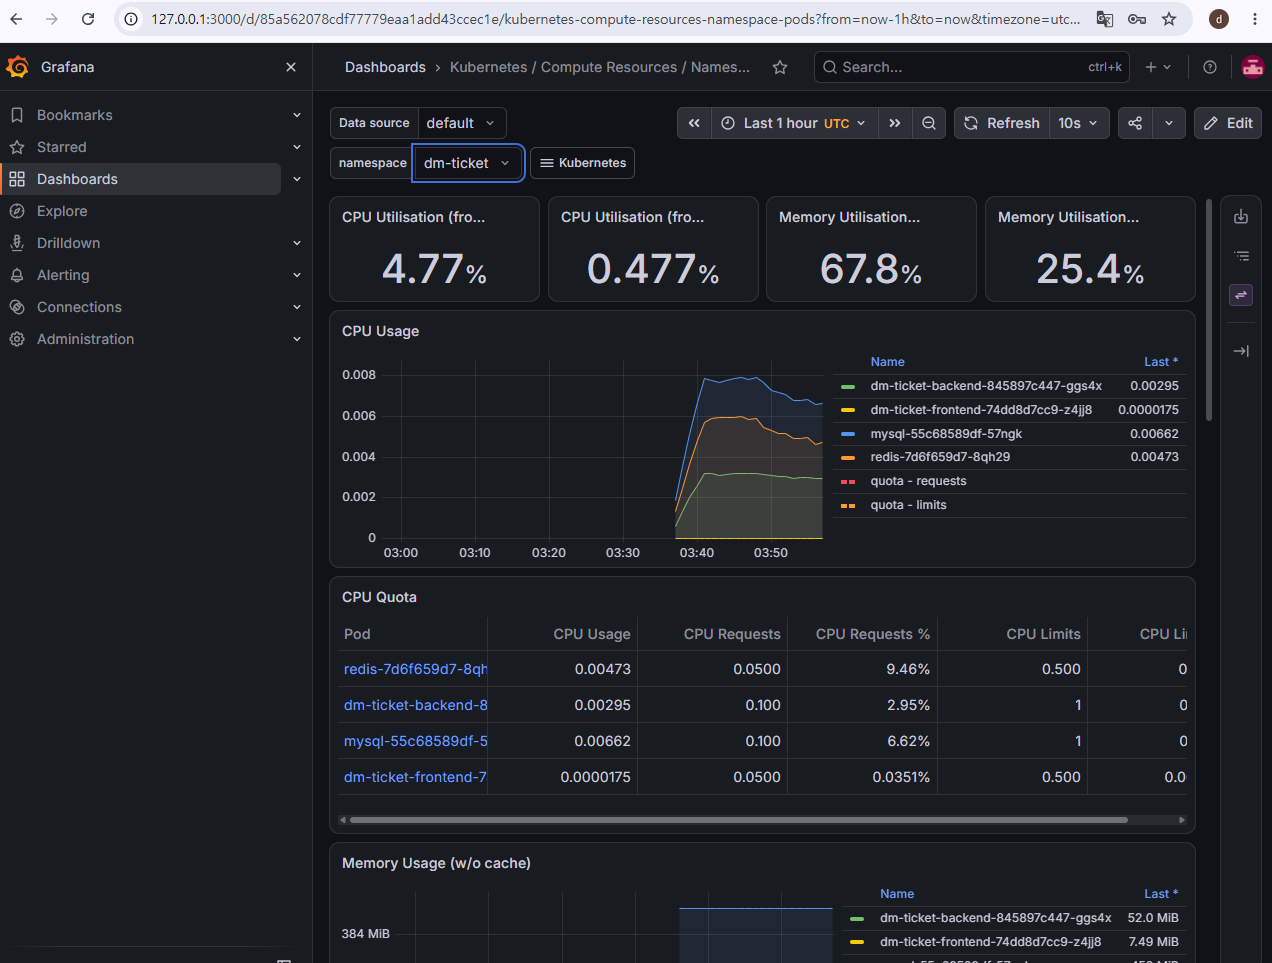 127.0.0.1:3000/d/85a562078cdf77779eaa1add43ccec1e/kubernetes-compute-resources-namespace-pods?from=now-1h&to=now&timezone=utc...
d
Grafana
Dashboards › Kubernetes / Compute Resources / Names...
Search...
ctrl+k
Bookmarks
Starred
Dashboards
Explore
Drilldown
Alerting
Connections
Administration
Data source
default
Last 1 hour UTC
Refresh
10s
Edit
namespace
dm-ticket
Kubernetes
CPU Utilisation (fro...
4.77%
CPU Utilisation (fro...
0.477%
Memory Utilisation...
67.8%
Memory Utilisation...
25.4%
CPU Usage
0.008
0.006
0.004
0.002
0
03:00 03:10 03:20 03:30 03:40 03:50
Name Last *
dm-ticket-backend-845897c447-ggs4x 0.00295
dm-ticket-frontend-74dd8d7cc9-z4jj8 0.0000175
mysql-55c68589df-57ngk 0.00662
redis-7d6f659d7-8qh29 0.00473
quota - requests
quota - limits
CPU Quota
Pod CPU Usage CPU Requests CPU Requests % CPU Limits CPU Li
redis-7d6f659d7-8qh 0.00473 0.0500 9.46% 0.500 0
dm-ticket-backend-8 0.00295 0.100 2.95% 1 0
mysql-55c68589df-5 0.00662 0.100 6.62% 1 0
dm-ticket-frontend-7 0.0000175 0.0500 0.0351% 0.500 0.0
Memory Usage (w/o cache)
384 MiB
Name Last *
dm-ticket-backend-845897c447-ggs4x 52.0 MiB
dm-ticket-frontend-74dd8d7cc9-z4jj8 7.49 MiB